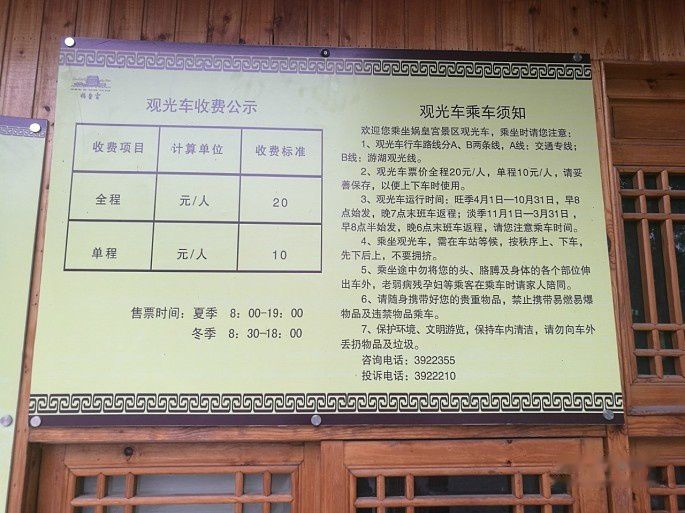 娲皇宫
观光车收费公示
收费项目 计算单位 收费标准
全程 元/人 20
单程 元/人 10
售票时间：夏季 8：00-19：00
冬季 8：30-18：00
观光车乘车须知
欢迎您乘坐娲皇宫景区观光车，乘坐时请您注意：
1、观光车行车路线分A、B两条线，A线：交通专线；
B线：游湖观光线。
2、观光车票价全程20元/人，单程10元/人，请妥
善保存，以便上下车时使用。
3、观光车运行时间：旺季4月1日—10月31日，早8
点始发，晚7点末班车返程；淡季11月1日—3月31日，
早8点半始发，晚6点末班车返程，请您注意乘车时间。
4、乘坐观光车，需在车站等候，按秩序上、下车，
先下后上，不要拥挤。
5、乘坐途中勿将您的头、胳膊及身体的各个部位伸
出车外，老弱病残孕妇等乘客在乘车时请家人陪同。
6、请随身携带好您的贵重物品，禁止携带易燃易爆
物品及违禁物品乘车。
7、保护环境、文明游览，保持车内清洁，请勿向车外
丢扔物品及垃圾。
咨询电话：3922355
投诉电话：3922210